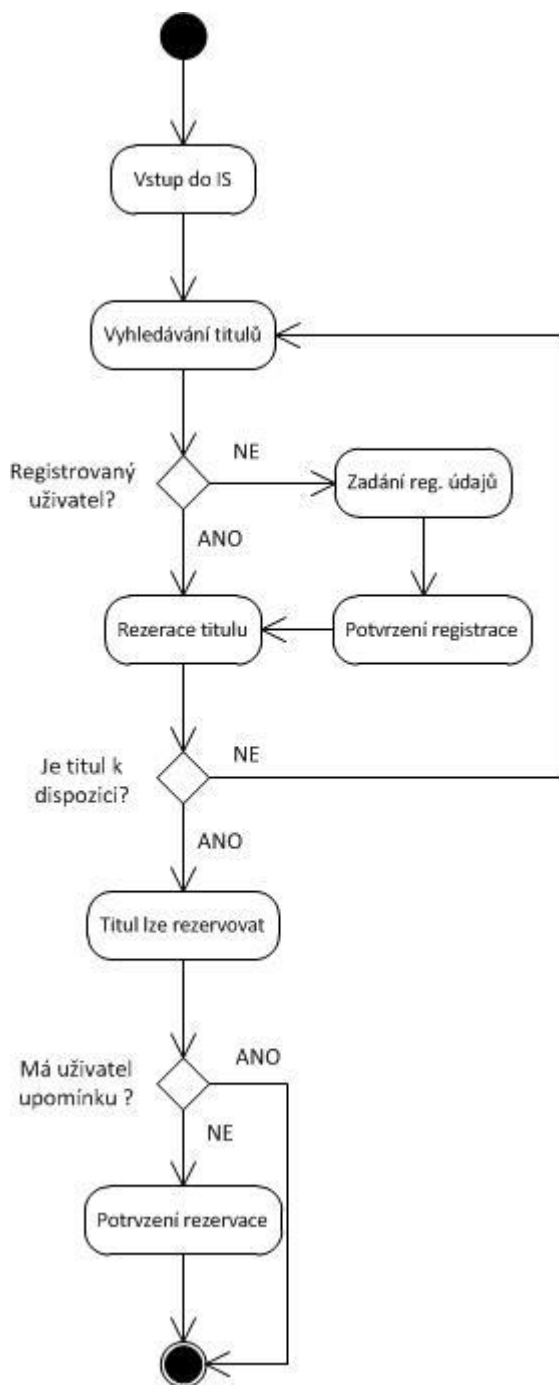 Vstup do IS
Vyhledávání titulů
NE
Registrovaný
uživatel?
Zadání reg. údajů
ANO
Rezerace titulu
Potvrzení registrace
NE
Je titul k
dispozici?
ANO
Titul lze rezervovat
ANO
Má uživatel
upomínku ?
NE
Potrvzení rezervace